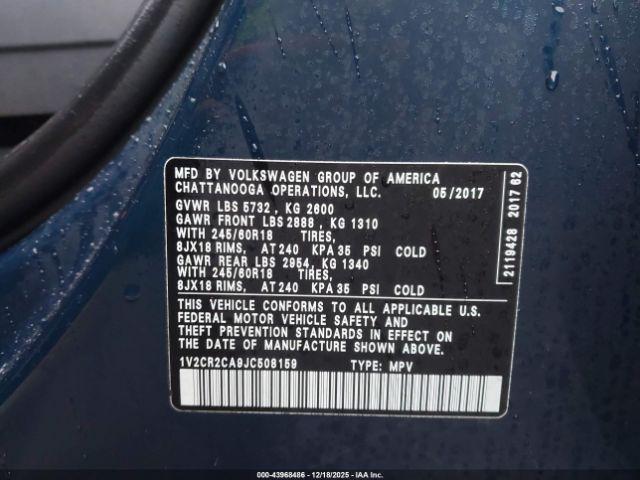 MFD BY VOLKSWAGEN GROUP OF AMERICA
CHATTANOOGA OPERATIONS, LLC. 05/2017
GVWR LBS 5732 , KG 2600
GAWR FRONT LBS 2888 , KG 1310
WITH 245/60R18 TIRES,
8JX18 RIMS, AT 240 KPA 35 PSI COLD
GAWR REAR LBS 2954, KG 1340
WITH 245/60R18 TIRES,
8JX18 RIMS, AT 240 KPA 35 PSI COLD
THIS VEHICLE CONFORMS TO ALL APPLICABLE U.S.
FEDERAL MOTOR VEHICLE SAFETY AND
THEFT PREVENTION STANDARDS IN EFFECT ON
THE DATE OF MANUFACTURE SHOWN ABOVE.
1V2CR2CA9JC508159 TYPE: MPV
2119428 2017 62
000-43968486 - 12/18/2025 - IAAI, Inc.